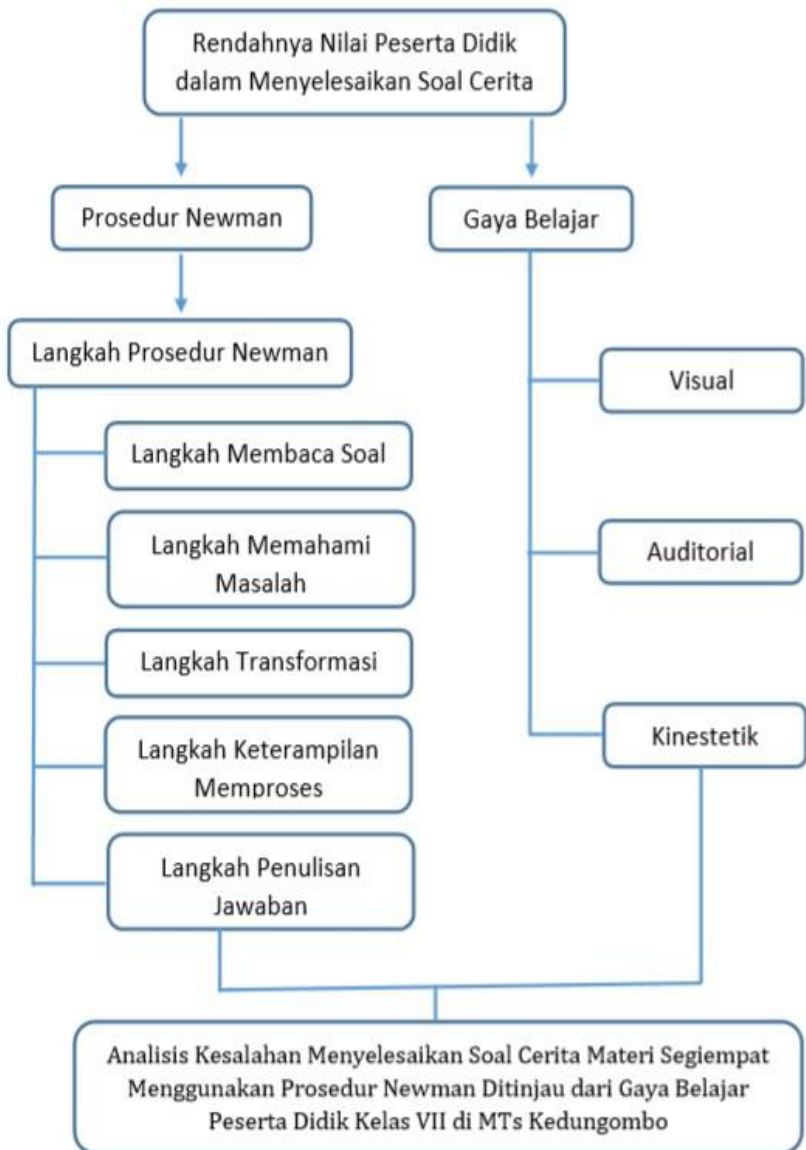 Rendahnya Nilai Peserta Didik
dalam Menyelesaikan Soal Cerita
Prosedur Newman
Gaya Belajar
Langkah Prosedur Newman
Visual
Langkah Membaca Soal
Langkah Memahami
Masalah
Auditorial
Langkah Transformasi
Langkah Keterampilan
Memproses
Kinestetik
Langkah Penulisan
Jawaban
Analisis Kesalahan Menyelesaikan Soal Cerita Materi Segiempat
Menggunakan Prosedur Newman Ditinjau dari Gaya Belajar
Peserta Didik Kelas VII di MTs Kedungombo